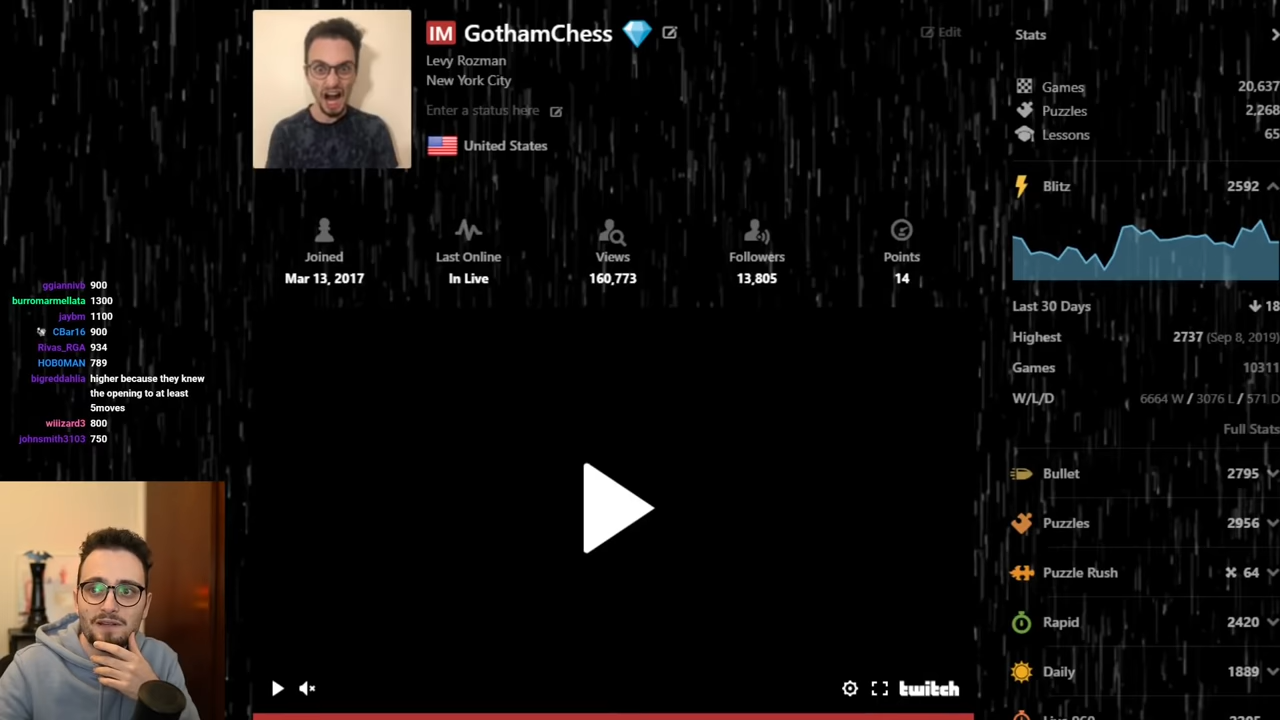 IM GothamChess
Edit
Levy Rozman
New York City
Enter a status here
United States
Joined
Mar 13, 2017
Last Online
In Live
Views
160,773
Followers
13,805
Points
14
ggiannivb 900
burromarmellata 1300
jaybm 1100
CBar16 900
Rivas_RGA 934
HOB0MAN 789
bigreddahlia higher because they knew
the opening to at least
5moves
wliizard3 800
johnsmith3103 750
twitch
Stats
Games 20,637
Puzzles 2,268
Lessons 65
Blitz 2592
Last 30 Days 18
Highest 2737 (Sep 8, 2019)
Games 10311
W/L/D 6664 W / 3076 L / 571 D
Full Stats
Bullet 2795
Puzzles 2956
Puzzle Rush 64
Rapid 2420
Daily 1889